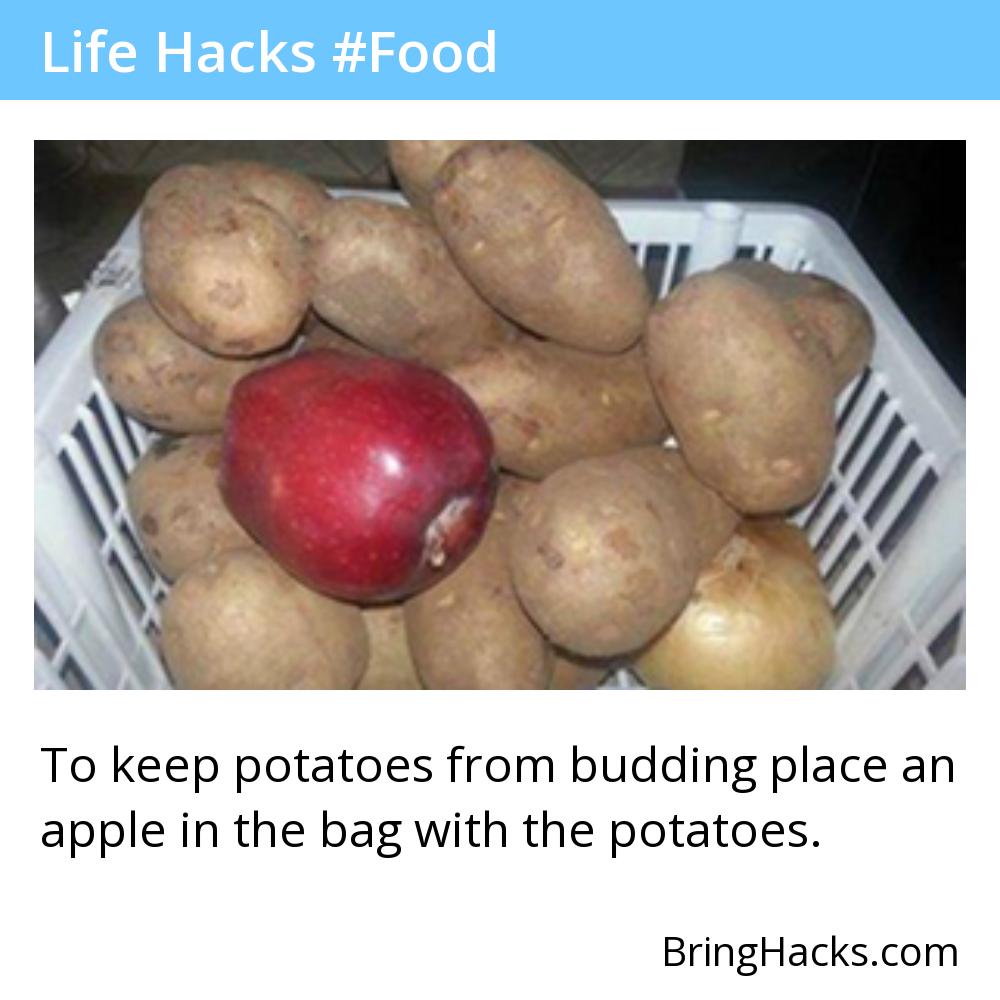 Life Hacks #Food
To keep potatoes from budding place an
apple in the bag with the potatoes.
BringHacks.com